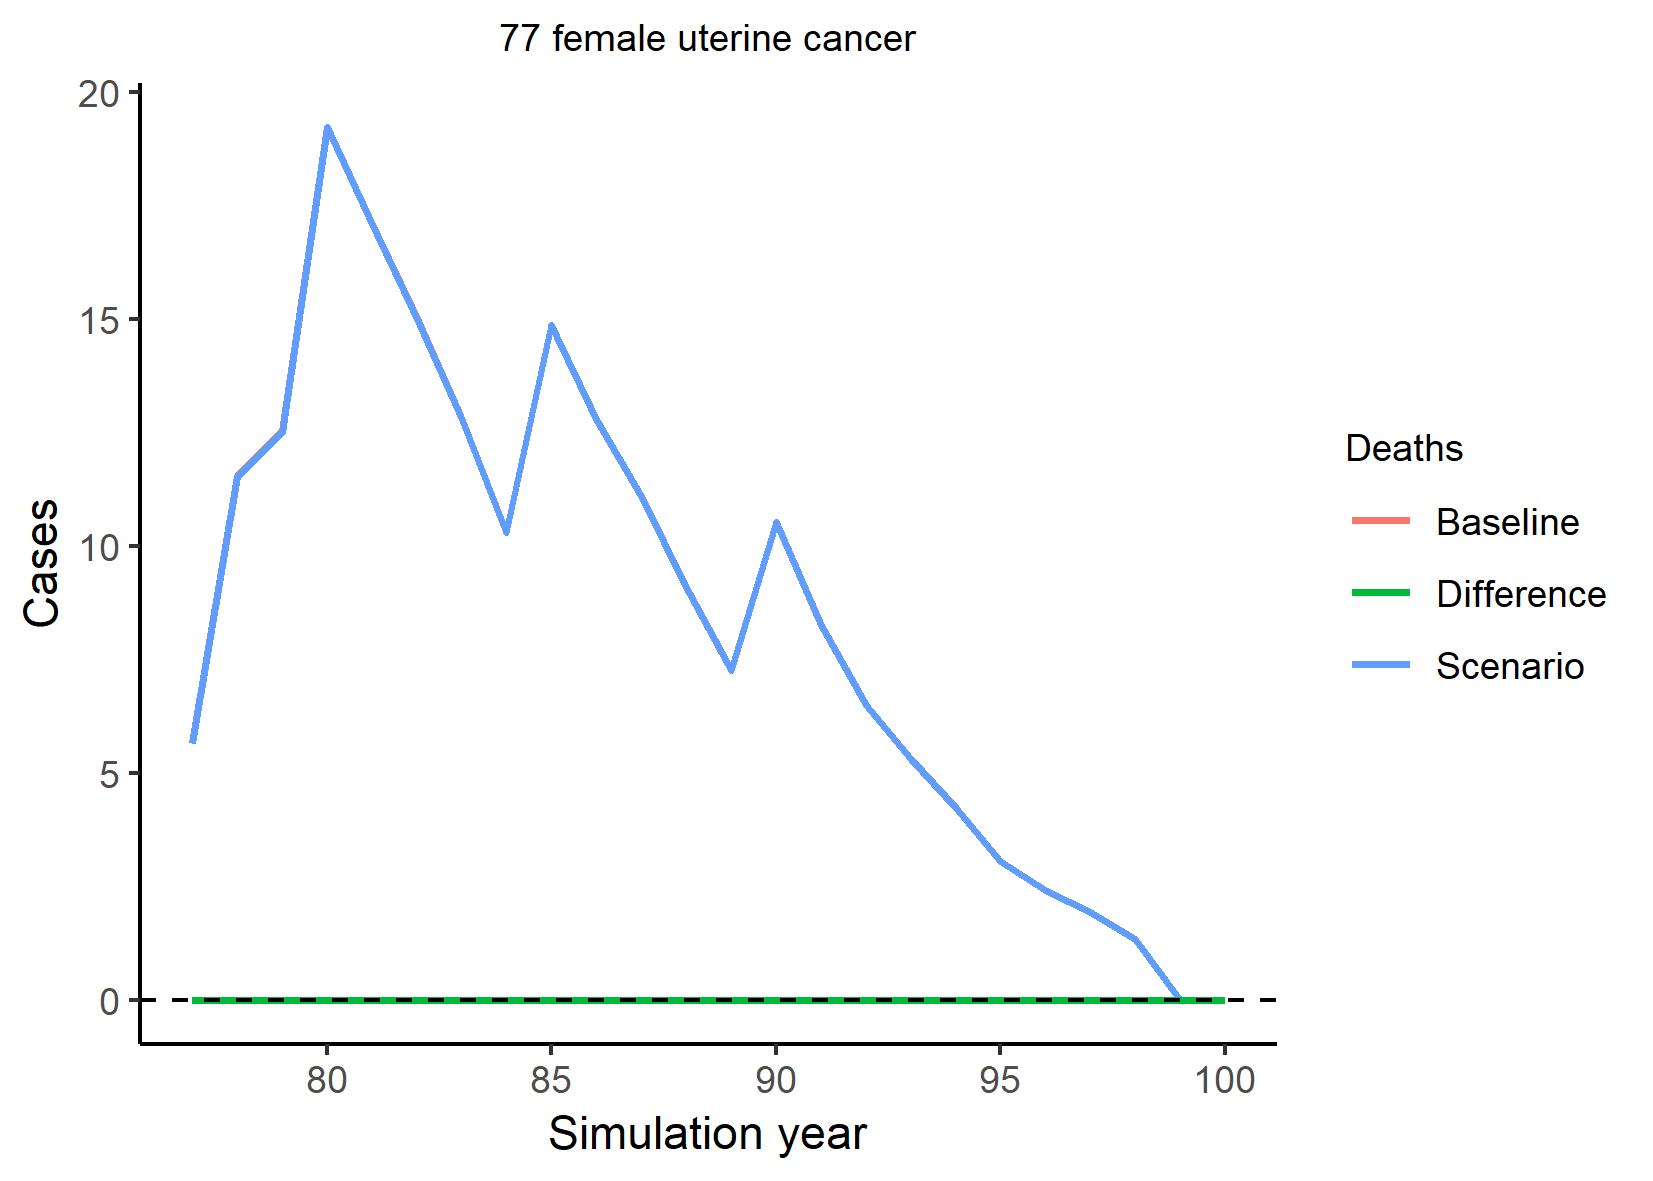 77 female uterine cancer
20
15
10
5
0
Cases
80 85 90 95 100
Simulation year
Deaths
Baseline
Difference
Scenario